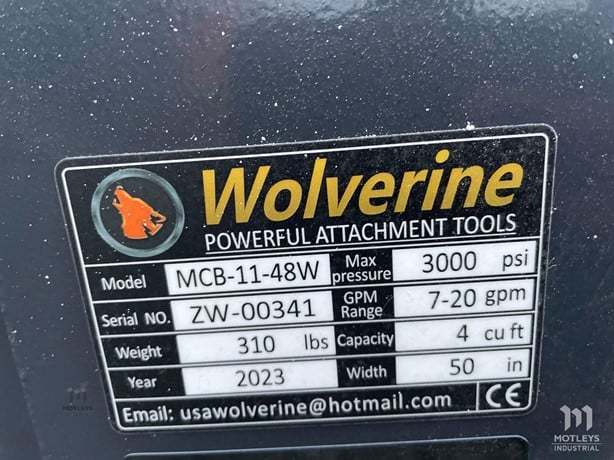 Wolverine
POWERFUL ATTACHMENT TOOLS
Model MCB-11-48W Max pressure 3000 psi
Serial NO. ZW-00341 GPM Range 7-20 gpm
Weight 310 lbs Capacity 4 cu ft
Year 2023 Width 50 in
Email: usawolverine@hotmail.com CE
MOTLEYS
INDUSTRIAL
MOTLEYS
INDUSTRIAL